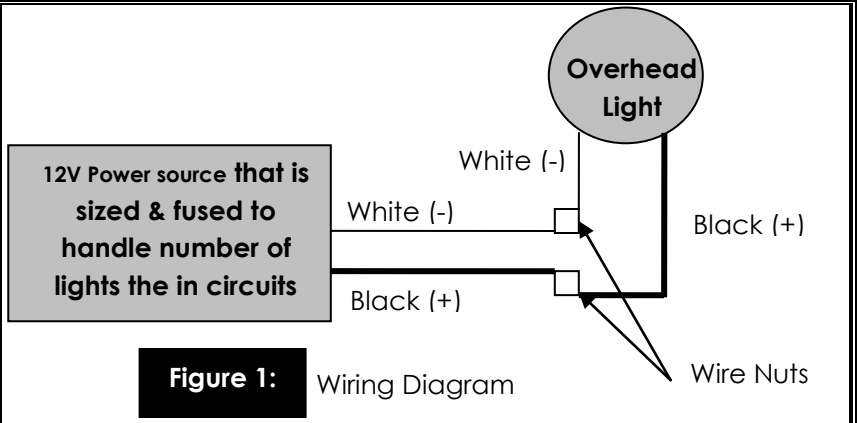 Overhead
Light
12V Power source that is
sized & fused to
handle number of
lights the in circuits
White (-)
White (-)
Black (+)
Black (+)
Wire Nuts
Figure 1:
Wiring Diagram